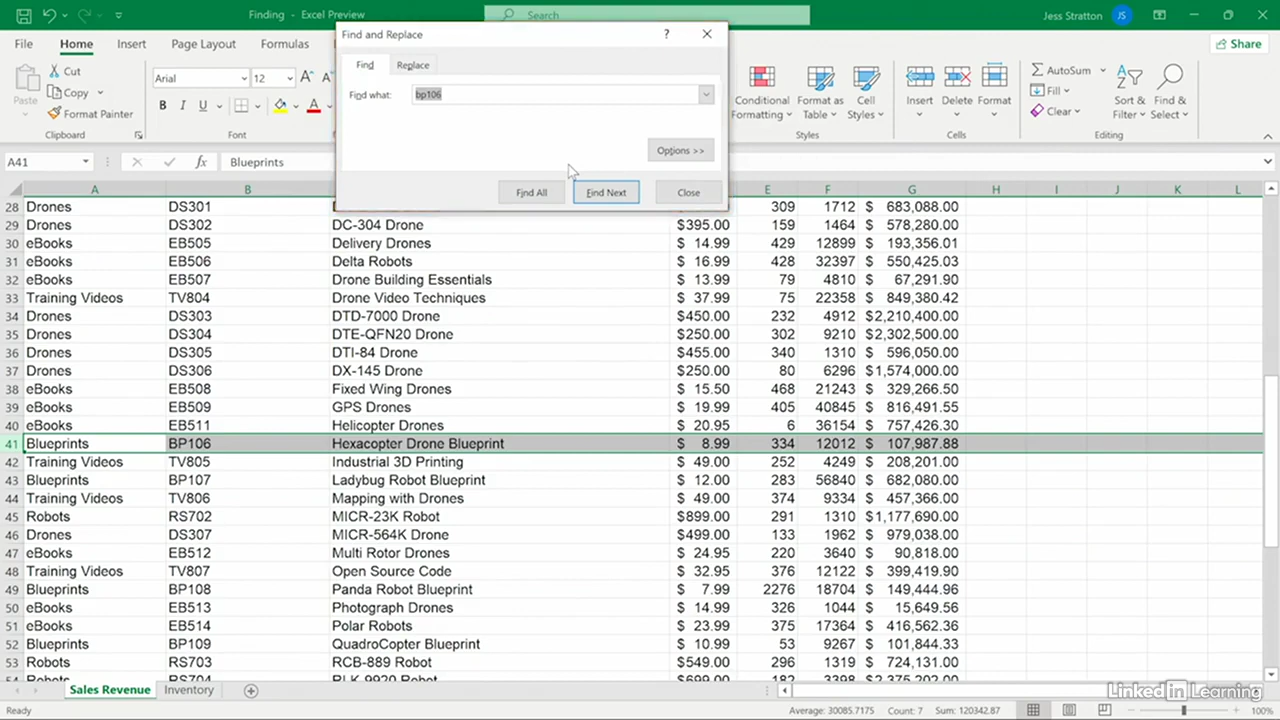 Finding - Excel Preview
Search
Jess Stratton JS
File Home Insert Page Layout Formulas
Share
Find and Replace
Find Replace
Find what: bp106
Options >>
Find All Find Next Close
Paste
Cut
Copy
Format Painter
Clipboard
Arial 12
B I U
Font
Conditional Formatting
Format as Table
Cell Styles
Styles
Insert Delete Format
Cells
AutoSum
Fill
Clear
Sort & Filter
Find & Select
Editing
A41 fx Blueprints
A B E F G H I J K L
28 Drones DS301 309 1712 $ 683,088.00
29 Drones DS302 DC-304 Drone $395.00 159 1464 $ 578,280.00
30 eBooks EB505 Delivery Drones $ 14.99 429 12899 $ 193,356.01
31 eBooks EB506 Delta Robots $ 16.99 428 32397 $ 550,425.03
32 eBooks EB507 Drone Building Essentials $ 13.99 79 4810 $ 67,291.90
33 Training Videos TV804 Drone Video Techniques $ 37.99 75 22358 $ 849,380.42
34 Drones DS303 DTD-7000 Drone $450.00 232 4912 $2,210,400.00
35 Drones DS304 DTE-QFN20 Drone $250.00 302 9210 $2,302,500.00
36 Drones DS305 DTI-84 Drone $455.00 340 1310 $ 596,050.00
37 Drones DS306 DX-145 Drone $250.00 80 6296 $1,574,000.00
38 eBooks EB508 Fixed Wing Drones $ 15.50 468 21243 $ 329,266.50
39 eBooks EB509 GPS Drones $ 19.99 405 40845 $ 816,491.55
40 eBooks EB511 Helicopter Drones $ 20.95 6 36154 $ 757,426.30
41 Blueprints BP106 Hexacopter Drone Blueprint $ 8.99 334 12012 $ 107,987.88
42 Training Videos TV805 Industrial 3D Printing $ 49.00 252 4249 $ 208,201.00
43 Blueprints BP107 Ladybug Robot Blueprint $ 12.00 283 56840 $ 682,080.00
44 Training Videos TV806 Mapping with Drones $ 49.00 374 9334 $ 457,366.00
45 Robots RS702 MICR-23K Robot $899.00 291 1310 $1,177,690.00
46 Drones DS307 MICR-564K Drone $499.00 133 1962 $ 979,038.00
47 eBooks EB512 Multi Rotor Drones $ 24.95 220 3640 $ 90,818.00
48 Training Videos TV807 Open Source Code $ 32.95 376 12122 $ 399,419.90
49 Blueprints BP108 Panda Robot Blueprint $ 7.99 2276 18704 $ 149,444.96
50 eBooks EB513 Photograph Drones $ 14.99 326 1044 $ 15,649.56
51 eBooks EB514 Polar Robots $ 23.99 375 17364 $ 416,562.36
52 Blueprints BP109 QuadroCopter Blueprint $ 10.99 53 9267 $ 101,844.33
53 Robots RS703 RCB-889 Robot $549.00 296 1319 $ 724,131.00
Sales Revenue Inventory
LinkedIn Learning
Ready Average: 30085.7175 Count: 7 Sum: 120342.87 100%